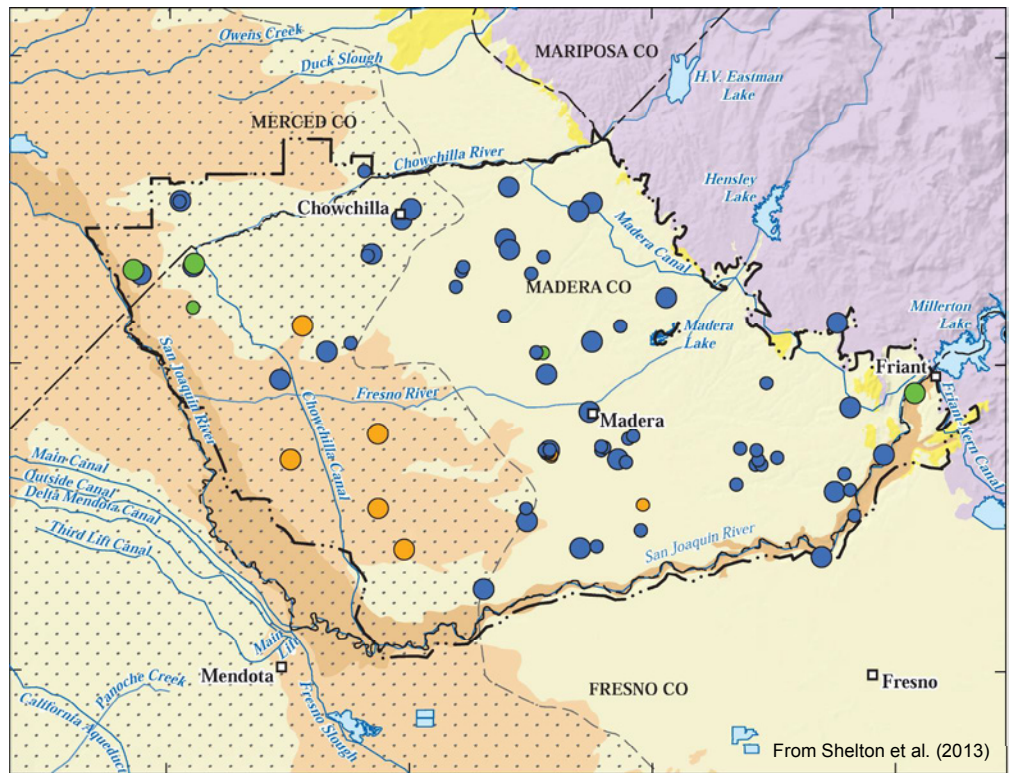 Owens Creek
Duck Slough
MARIPOSA CO
H.V. Eastman
Lake
MERCED CO
Chowchilla River
Hensley
Lake
Chowchilla
Madera Canal
MADERA CO
Millerton
Lake
Madera
Lake
Friant
San Joaquin River
Fresno River
Chowchilla Canal
Madera
Friant-Kern Canal
Main Canal
Outside Canal
Delta Mendota Canal
Third Lift Canal
San Joaquin River
Main
Lift
Mendota
Panoche Creek
Fresno Slough
FRESNO CO
Fresno
California Aqueduct
From Shelton et al. (2013)